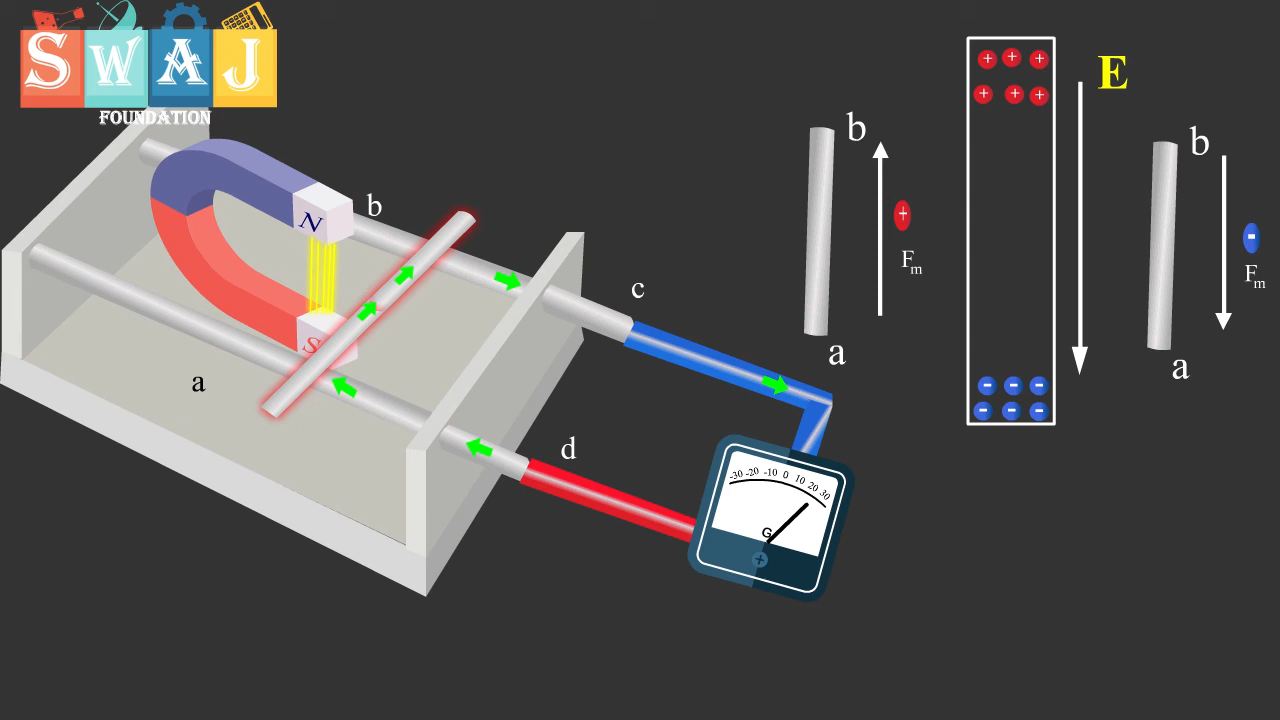 SWAJ
FOUNDATION
N
S
b
a
c
d
-30 -20 -10 0 10 20 30
G
b
+
Fm
a
+ + +
+ + +
E
- - -
- - -
b
-
Fm
a